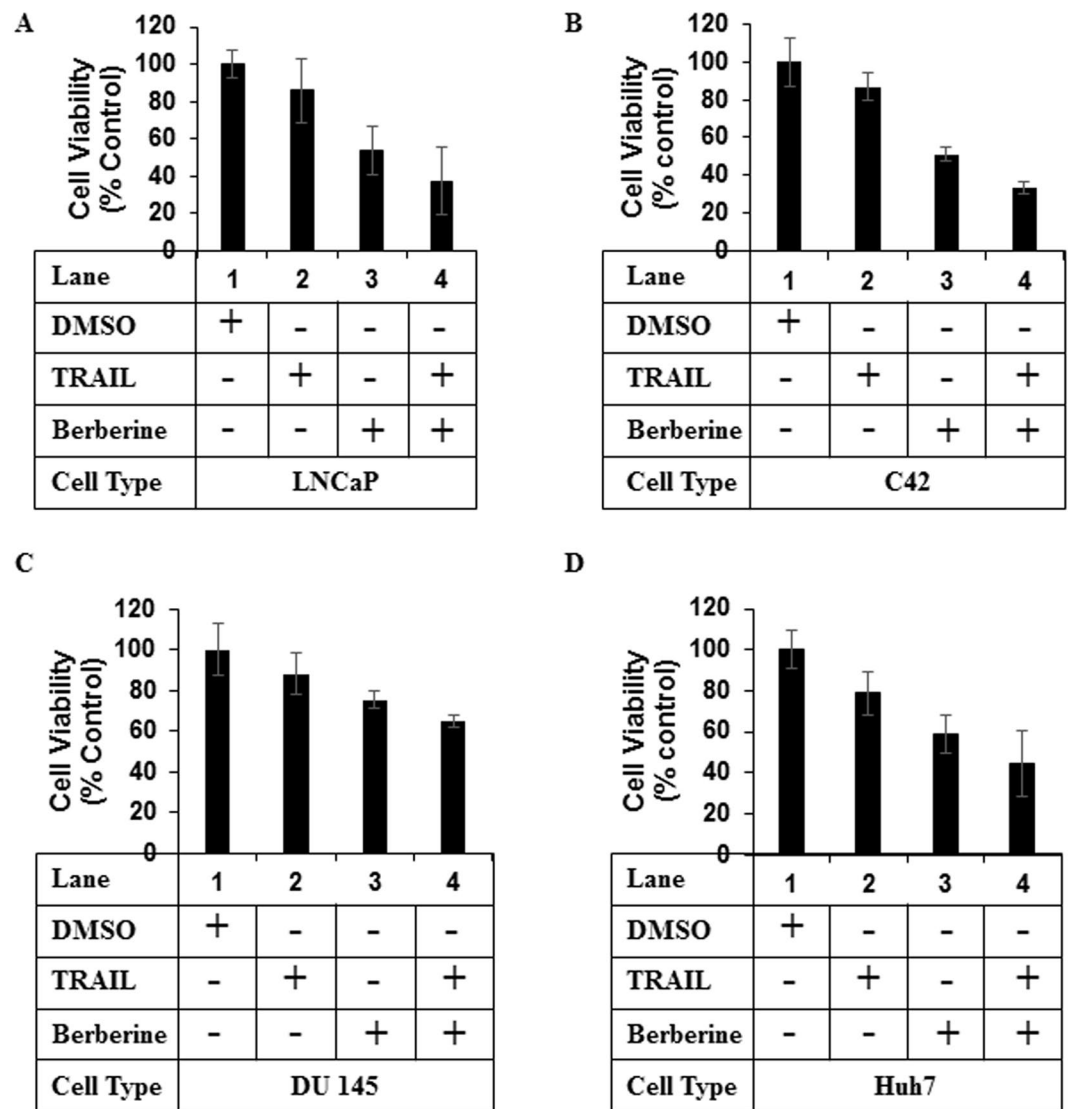 A
Cell Viability
(% Control)
120
100
80
60
40
20
0
Lane 1 2 3 4
DMSO + - - -
TRAIL - + - +
Berberine - - + +
Cell Type LNCaP
B
Cell Viability
(% control)
120
100
80
60
40
20
0
Lane 1 2 3 4
DMSO + - - -
TRAIL - + - +
Berberine - - + +
Cell Type C42
C
Cell Viability
(% Control)
120
100
80
60
40
20
0
Lane 1 2 3 4
DMSO + - - -
TRAIL - + - +
Berberine - - + +
Cell Type DU 145
D
Cell Viability
(% control)
120
100
80
60
40
20
0
Lane 1 2 3 4
DMSO + - - -
TRAIL - + - +
Berberine - - + +
Cell Type Huh7